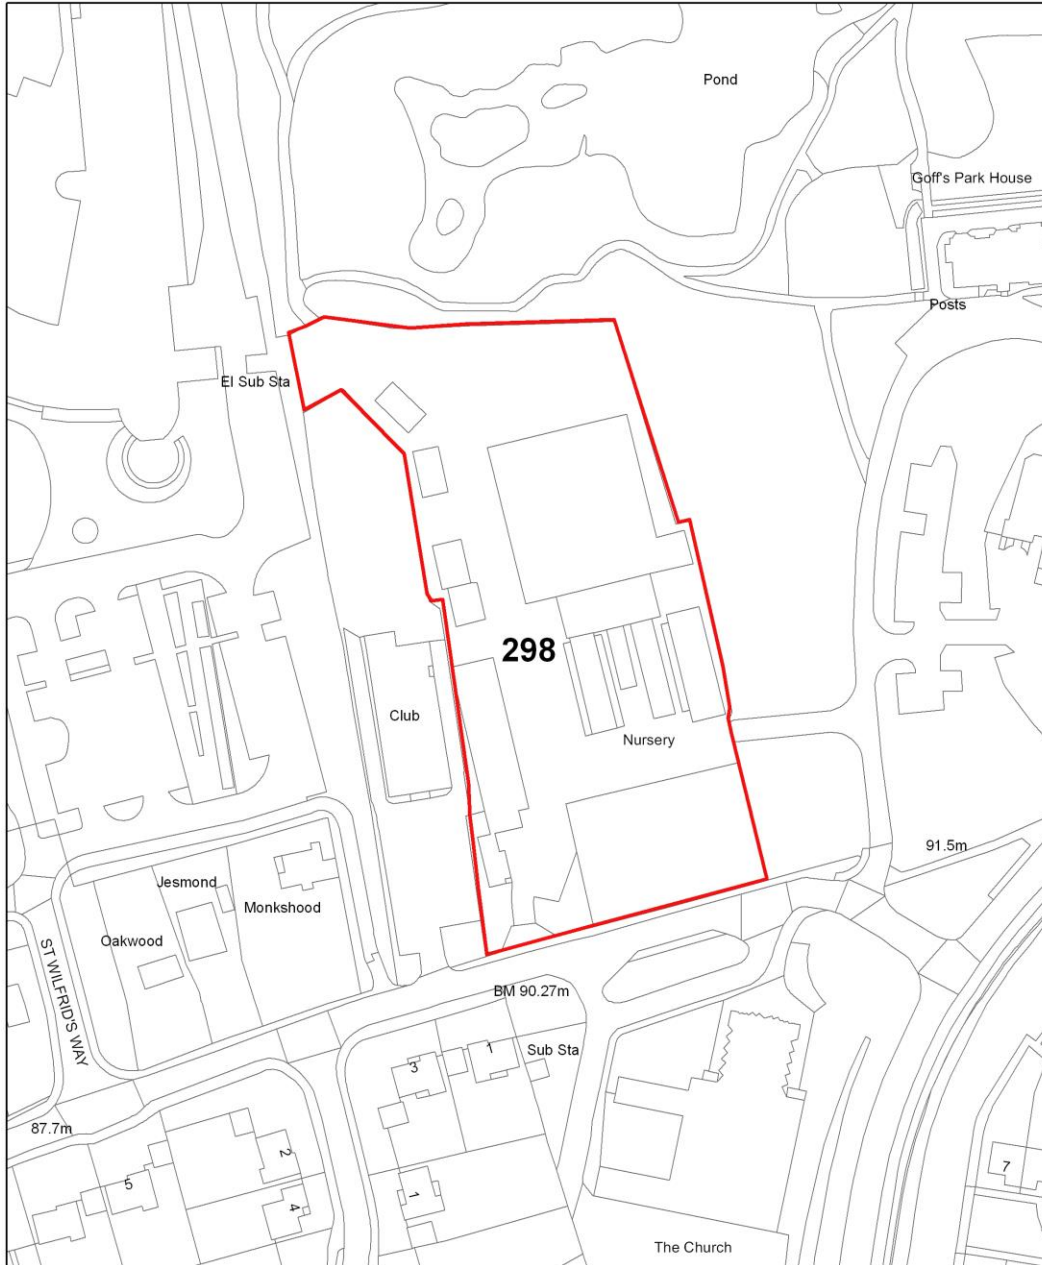 Pond
Goff's Park House
Posts
El Sub Sta
298
Club
Nursery
91.5m
Jesmond
Monkshood
Oakwood
ST WILFRID'S WAY
BM 90.27m
Sub Sta
1
3
87.7m
2
5
4
1
7
The Church